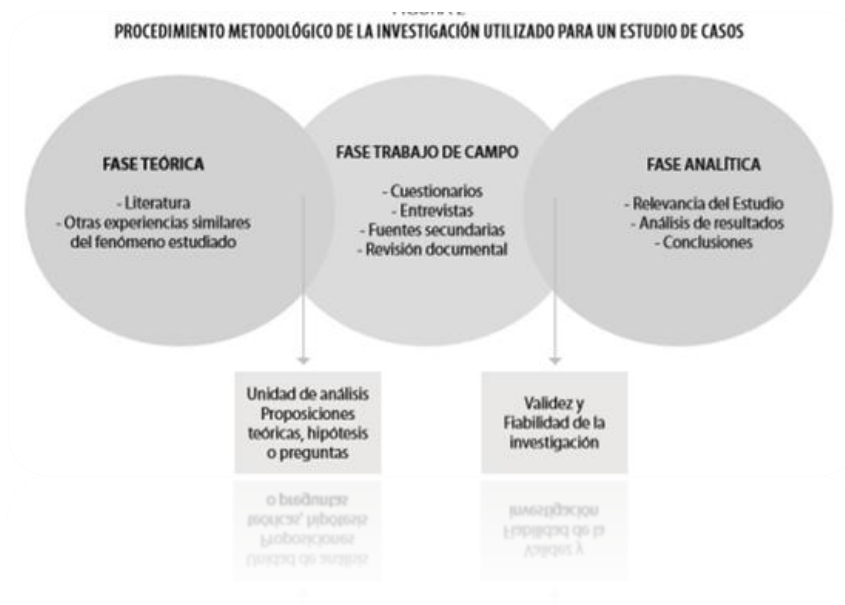 PROCEDIMIENTO METODOLÓGICO DE LA INVESTIGACIÓN UTILIZADO PARA UN ESTUDIO DE CASOS
FASE TEÓRICA
- Literatura
- Otras experiencias similares
del fenómeno estudiado
FASE TRABAJO DE CAMPO
- Cuestionarios
- Entrevistas
- Fuentes secundarias
- Revisión documental
FASE ANALÍTICA
- Relevancia del Estudio
- Análisis de resultados
- Conclusiones
Unidad de análisis
Proposiciones
teóricas, hipótesis
o preguntas
Validez y
Fiabilidad de la
investigación